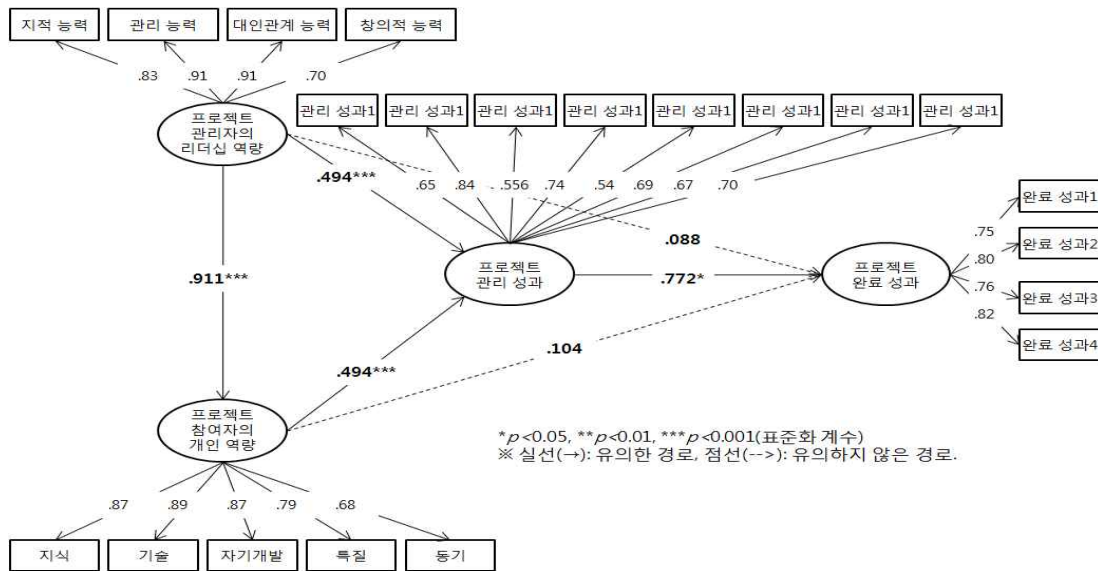 지적 능력
관리 능력
대인관계 능력
창의적 능력
.83
.91
.91
.70
프로젝트
관리자의
리더십 역량
관리 성과1
관리 성과1
관리 성과1
관리 성과1
관리 성과1
관리 성과1
관리 성과1
관리 성과1
.494***
.65
.84
.556
.74
.54
.69
.67
.70
.911***
.088
프로젝트
관리 성과
.772*
프로젝트
완료 성과
.75
.80
.76
.82
완료 성과1
완료 성과2
완료 성과3
완료 성과4
.104
.494***
프로젝트
참여자의
개인 역량
*p<0.05, **p<0.01, ***p<0.001(표준화 계수)
※ 실선(→): 유의한 경로, 점선(-->): 유의하지 않은 경로.
.87
.89
.87
.79
.68
지식
기술
자기개발
특질
동기